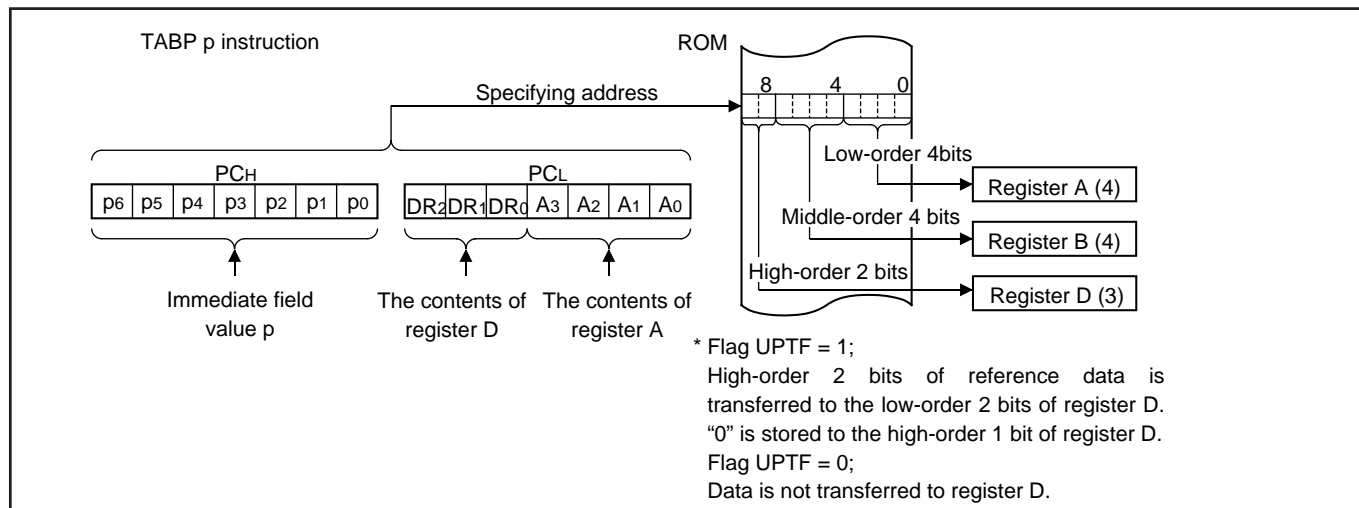 TABP p instruction
ROM
8 4 0
Specifying address
Low-order 4bits
PCH
PCL
p6 p5 p4 p3 p2 p1 p0
DR2 DR1 DR0 A3 A2 A1 A0
Register A (4)
Middle-order 4 bits
Register B (4)
High-order 2 bits
Register D (3)
Immediate field
value p
The contents of
register D
The contents of
register A
* Flag UPTF = 1;
High-order 2 bits of reference data is
transferred to the low-order 2 bits of register D.
“0” is stored to the high-order 1 bit of register D.
Flag UPTF = 0;
Data is not transferred to register D.